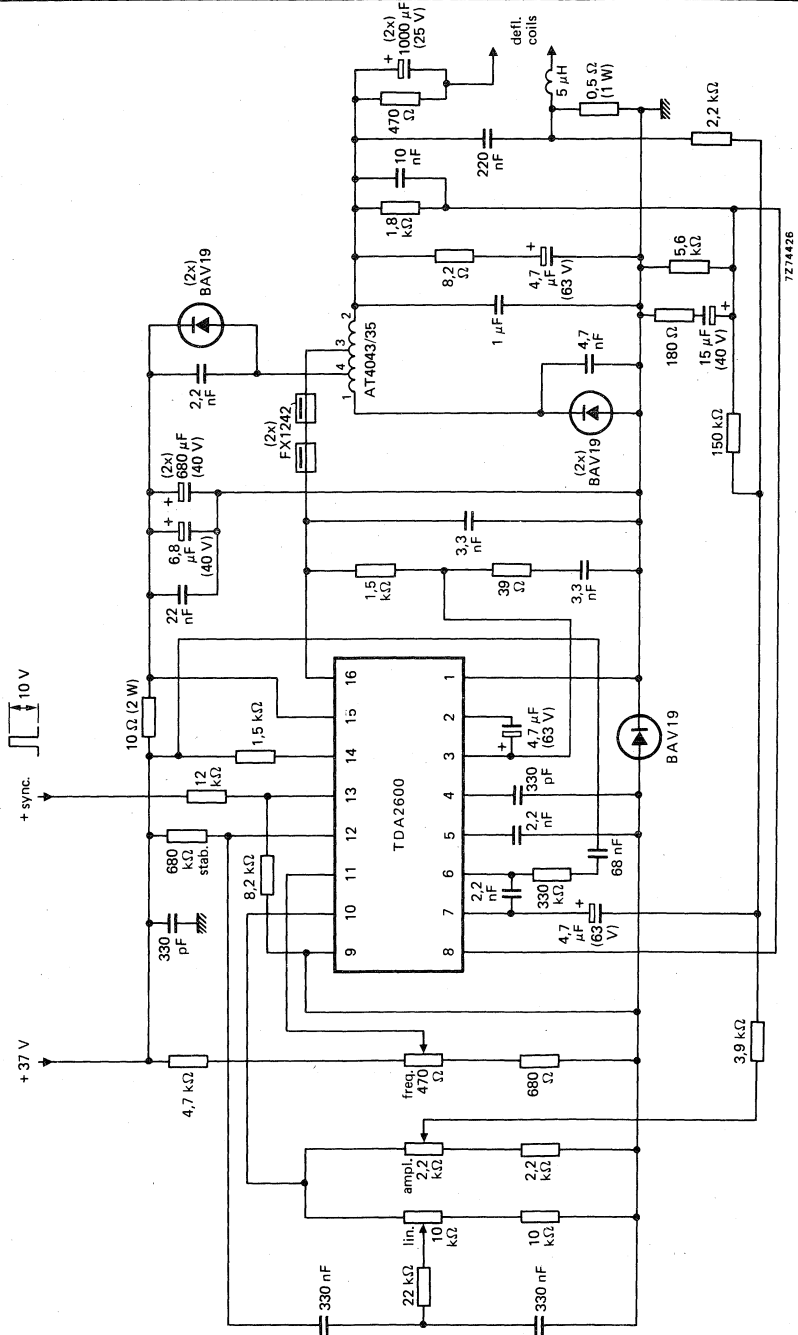 + 37 V
+ sync.
10 V
330
pF
680
kΩ
stab.
10 Ω (2 W)
12
kΩ
1,5 kΩ
8,2 kΩ
22
nF
6,8
μF
(40 V)
(2x)
680 μF
(40 V)
+
+
2,2
nF
(2x)
BAV19
(2x)
FX1242
1
4
3
2
AT4043/35
(2x)
1000 μF
(25 V)
+
470
Ω
defl.
coils
5 μH
0,5 Ω
(1 W)
220
nF
10
nF
1,8
kΩ
8,2
Ω
4,7
μF
(63 V)
+
1 μF
4,7
nF
(2x)
BAV19
2,2 kΩ
5,6
kΩ
180 Ω
15 μF
(40 V)
+
150 kΩ
3,3
nF
1,5
kΩ
39
Ω
3,3
nF
9
10
11
12
13
14
15
16
TDA2600
8
7
6
5
4
3
2
1
4,7 μF
(63 V)
+
330
pF
2,2
nF
2,2
nF
330
kΩ
68 nF
4,7
μF
(63
V)
+
BAV19
3,9 kΩ
4,7 kΩ
freq.
470
Ω
680
Ω
ampl.
2,2
kΩ
2,2
kΩ
lin.
10
kΩ
10
kΩ
22 kΩ
330 nF
330 nF
7Z74426